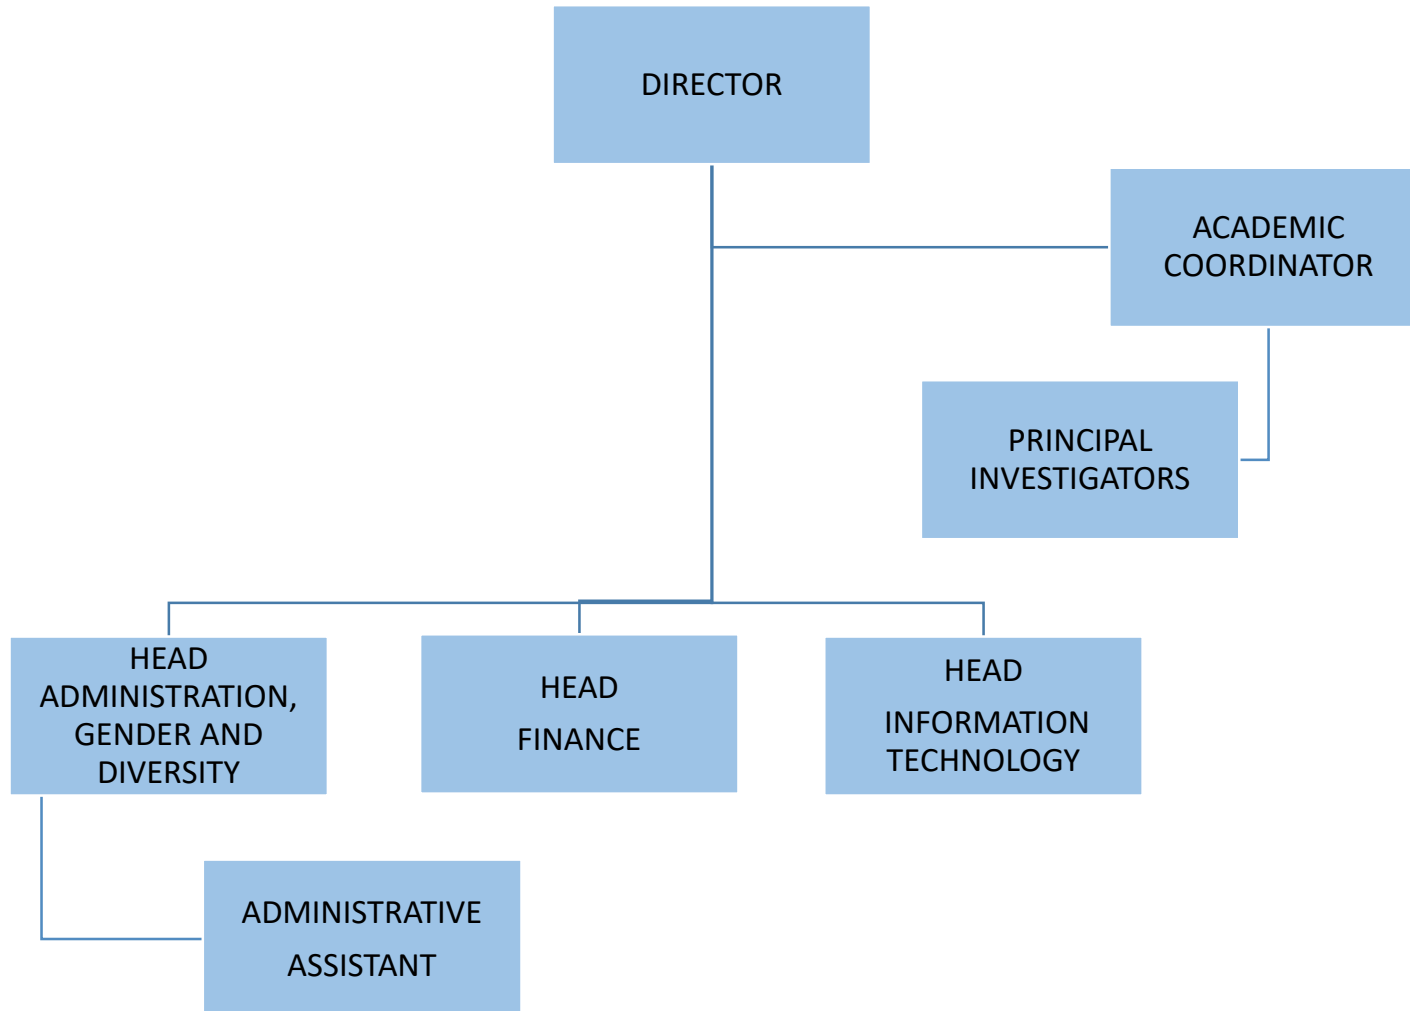 DIRECTOR
ACADEMIC
COORDINATOR
PRINCIPAL
INVESTIGATORS
HEAD
ADMINISTRATION,
GENDER AND
DIVERSITY
HEAD
FINANCE
HEAD
INFORMATION
TECHNOLOGY
ADMINISTRATIVE
ASSISTANT